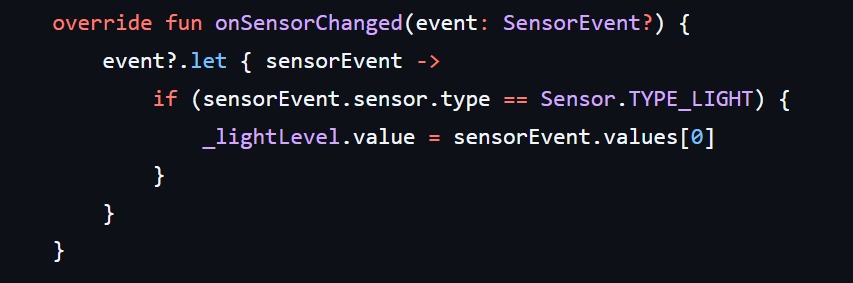 override fun onSensorChanged(event: SensorEvent?) {
event?.let { sensorEvent ->
if (sensorEvent.sensor.type == Sensor.TYPE_LIGHT) {
_lightLevel.value = sensorEvent.values[0]
}
}
}